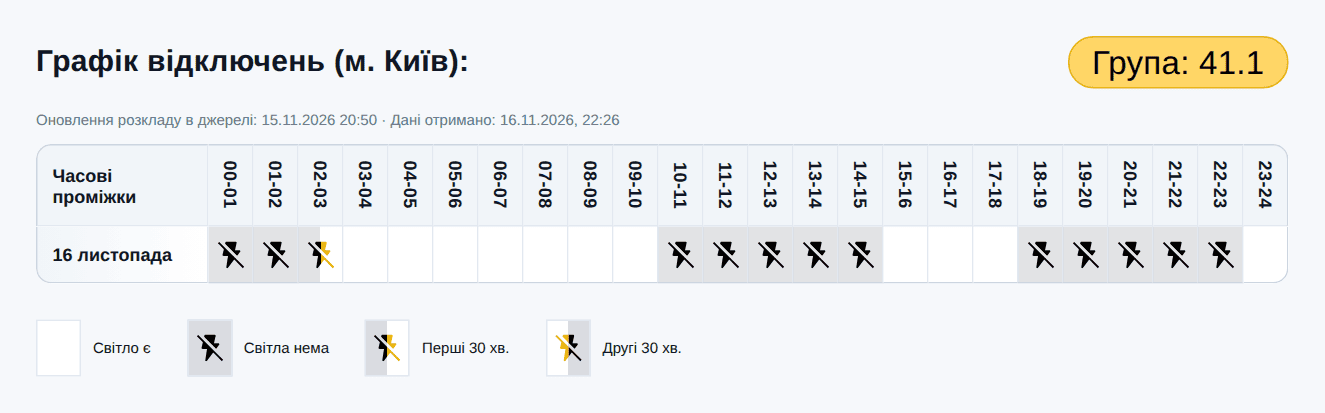 Графік відключень (м. Київ):
Група: 41.1
Оновлення розкладу в джерелі: 15.11.2026 20:50 · Дані отримано: 16.11.2026, 22:26
Часові
проміжки
00-01
01-02
02-03
03-04
04-05
05-06
06-07
07-08
08-09
09-10
10-11
11-12
12-13
13-14
14-15
15-16
16-17
17-18
18-19
19-20
20-21
21-22
22-23
23-24
16 листопада
Світло є
Світла нема
Перші 30 хв.
Другі 30 хв.